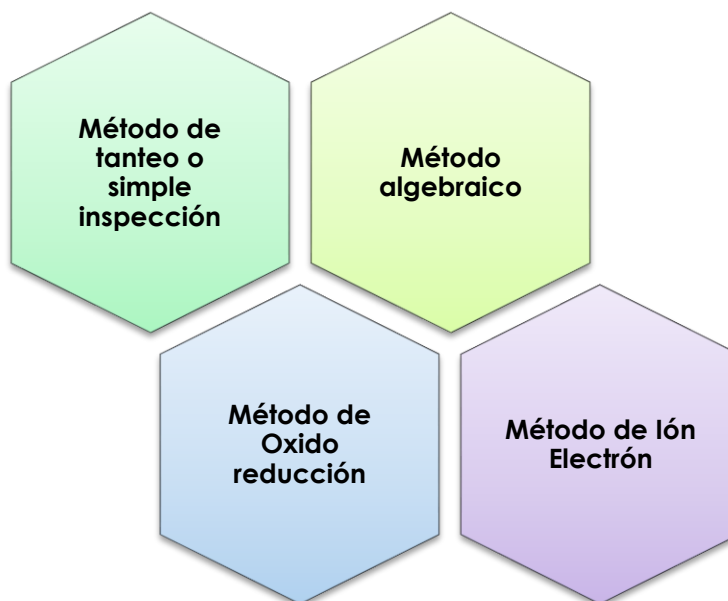 Método de
tanteo o
simple
inspección
Método
algebraico
Método de
Oxido
reducción
Método de Ión
Electrón